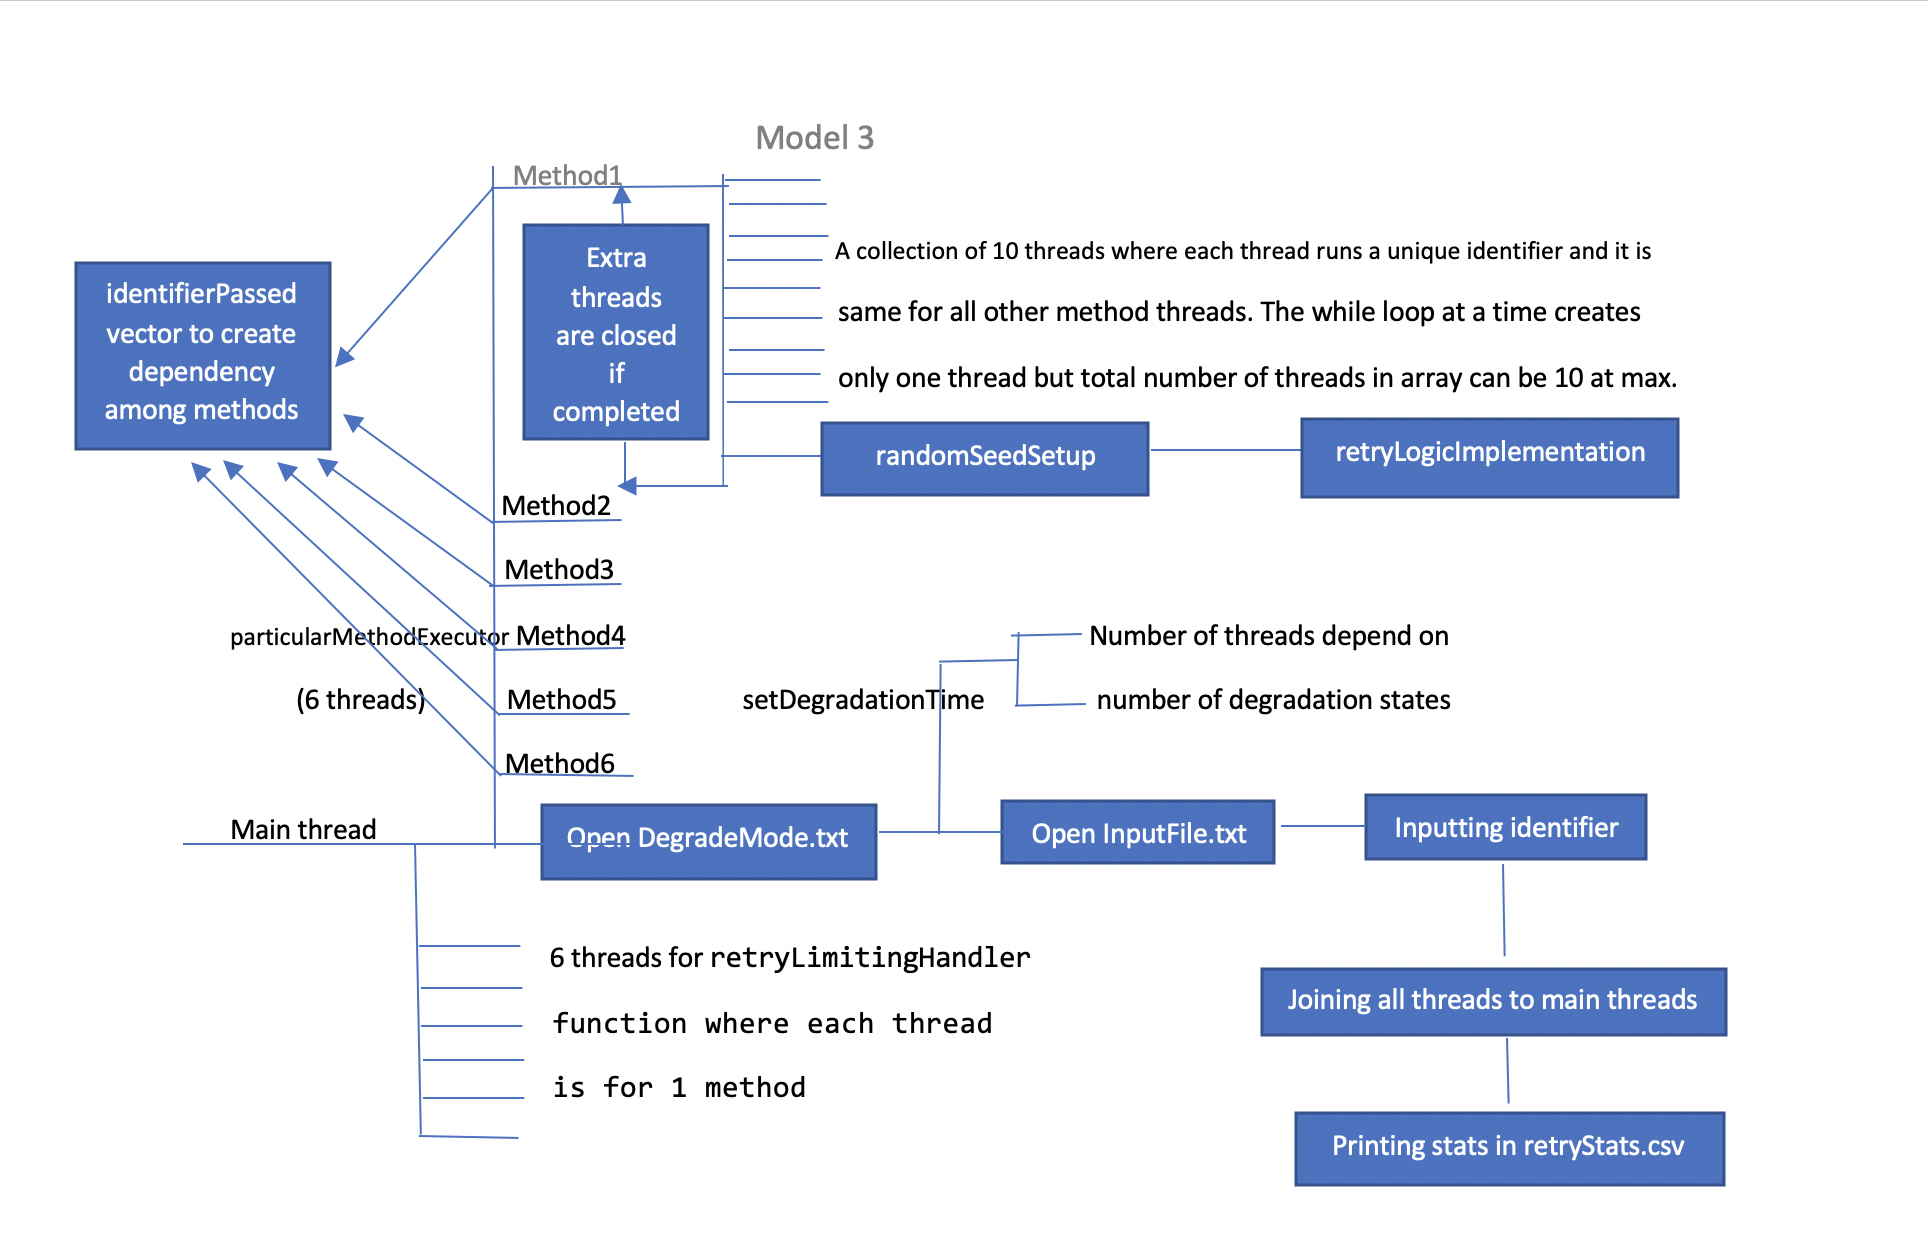 Model 3
Method1
Extra
threads
are closed
if
completed
identifierPassed
vector to create
dependency
among methods
A collection of 10 threads where each thread runs a unique identifier and it is
same for all other method threads. The while loop at a time creates
only one thread but total number of threads in array can be 10 at max.
randomSeedSetup
retryLogicImplementation
Method2
Method3
particularMethodExecutor Method4
(6 threads)
Method5
Method6
setDegradationTime
Number of threads depend on
number of degradation states
Main thread
Open DegradeMode.txt
Open InputFile.txt
Inputting identifier
6 threads for retryLimitingHandler
function where each thread
is for 1 method
Joining all threads to main threads
Printing stats in retryStats.csv